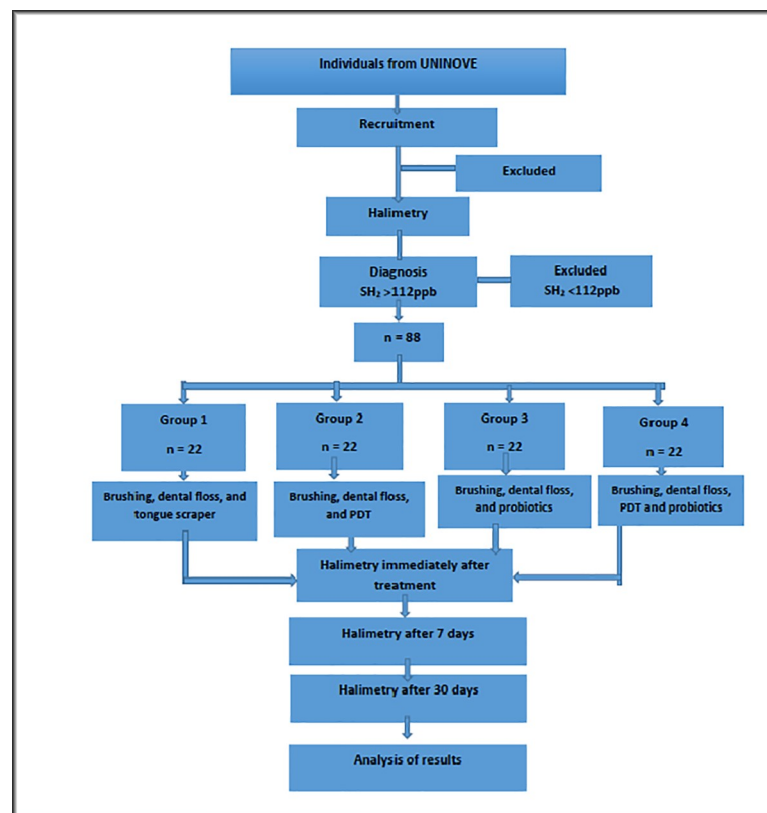 Individuals from UNINOVE
Recruitment
Excluded
Halimetry
Diagnosis
SH₂ >112ppb
Excluded
SH₂ <112ppb
n = 88
Group 1
n = 22
Group 2
n = 22
Group 3
n = 22
Group 4
n = 22
Brushing, dental floss, and
tongue scraper
Brushing, dental floss,
and PDT
Brushing, dental floss,
and probiotics
Brushing, dental floss,
PDT and probiotics
Halimetry immediately after
treatment
Halimetry after 7 days
Halimetry after 30 days
Analysis of results